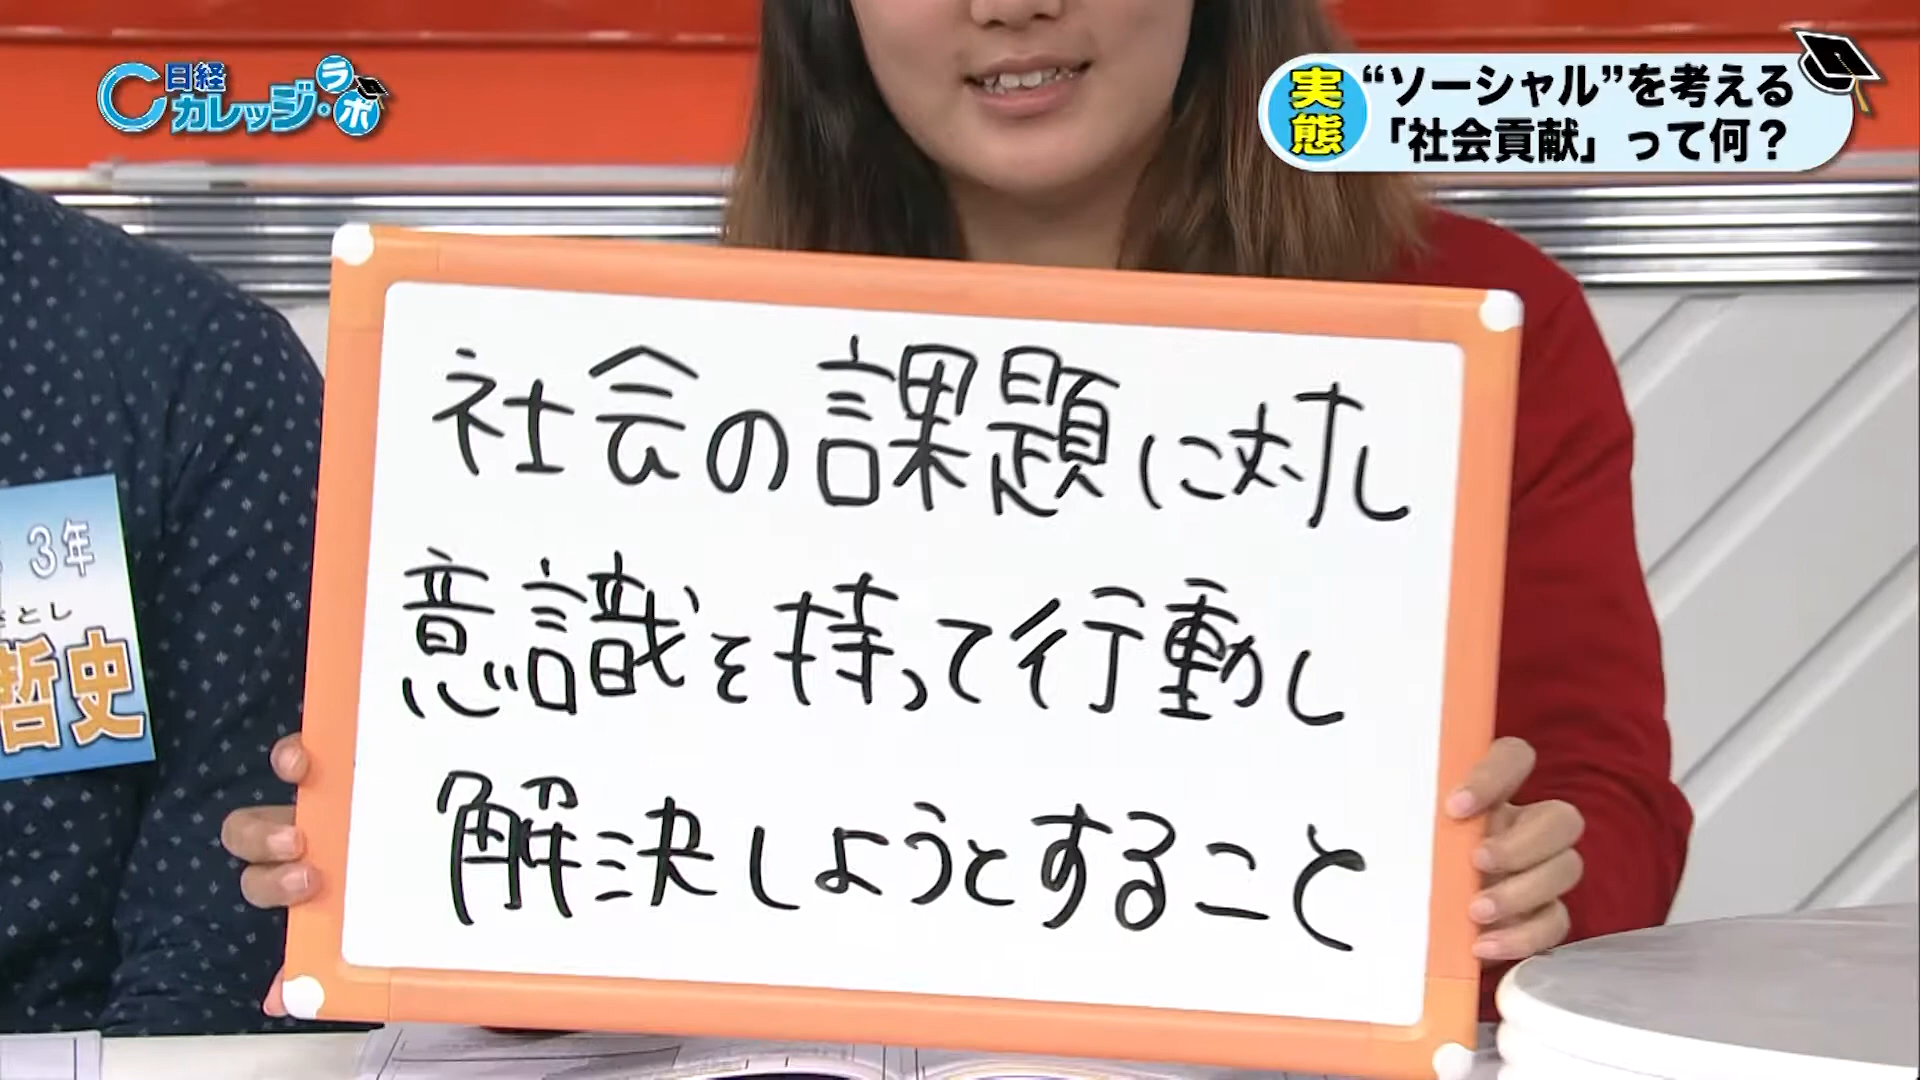 日経
カレッジ・ラボ
実態
“ソーシャル”を考える
「社会貢献」って何？
社会の課題に対し
意識を持って行動し
解決しようとすること
3年
とし
哲史